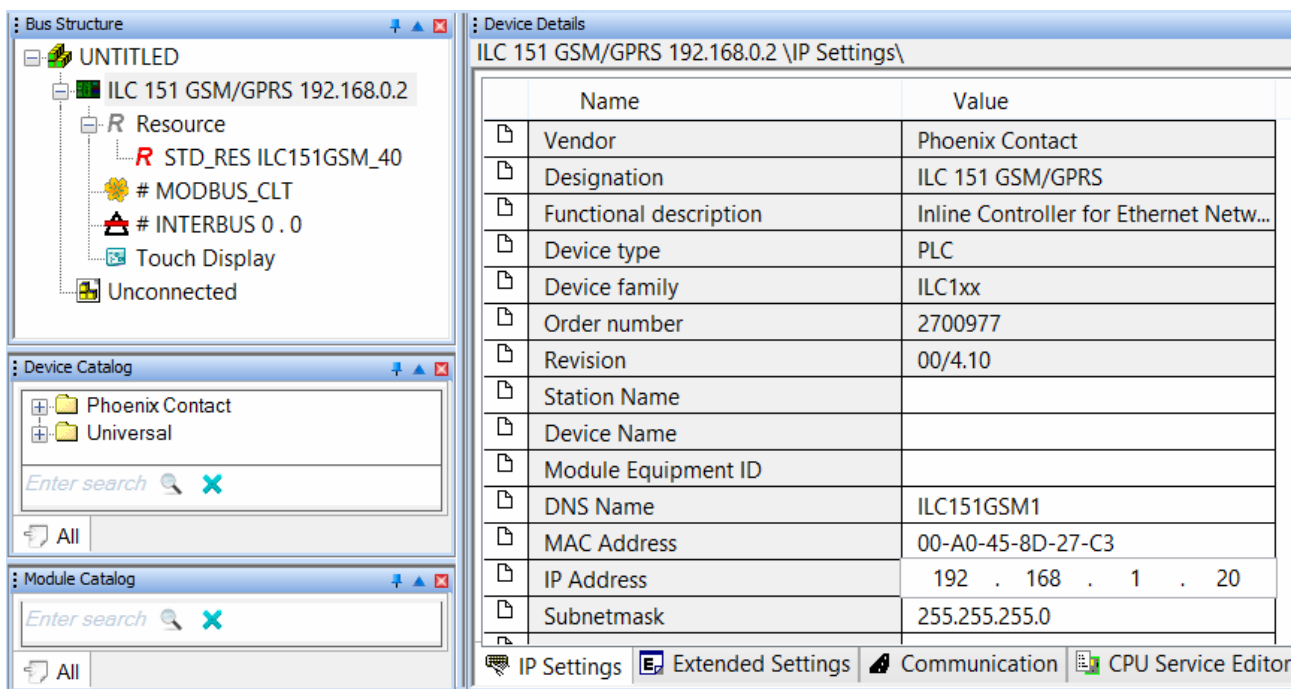 Bus Structure
UNTITLED
ILC 151 GSM/GPRS 192.168.0.2
R Resource
R STD_RES ILC151GSM_40
# MODBUS_CLT
# INTERBUS 0 . 0
Touch Display
Unconnected
Device Catalog
Phoenix Contact
Universal
Enter search
All
Module Catalog
Enter search
All
Device Details
ILC 151 GSM/GPRS 192.168.0.2 \IP Settings\
Name Value
Vendor Phoenix Contact
Designation ILC 151 GSM/GPRS
Functional description Inline Controller for Ethernet Netw...
Device type PLC
Device family ILC1xx
Order number 2700977
Revision 00/4.10
Station Name
Device Name
Module Equipment ID
DNS Name ILC151GSM1
MAC Address 00-A0-45-8D-27-C3
IP Address 192 . 168 . 1 . 20
Subnetmask 255.255.255.0
IP Settings Extended Settings Communication CPU Service Editor